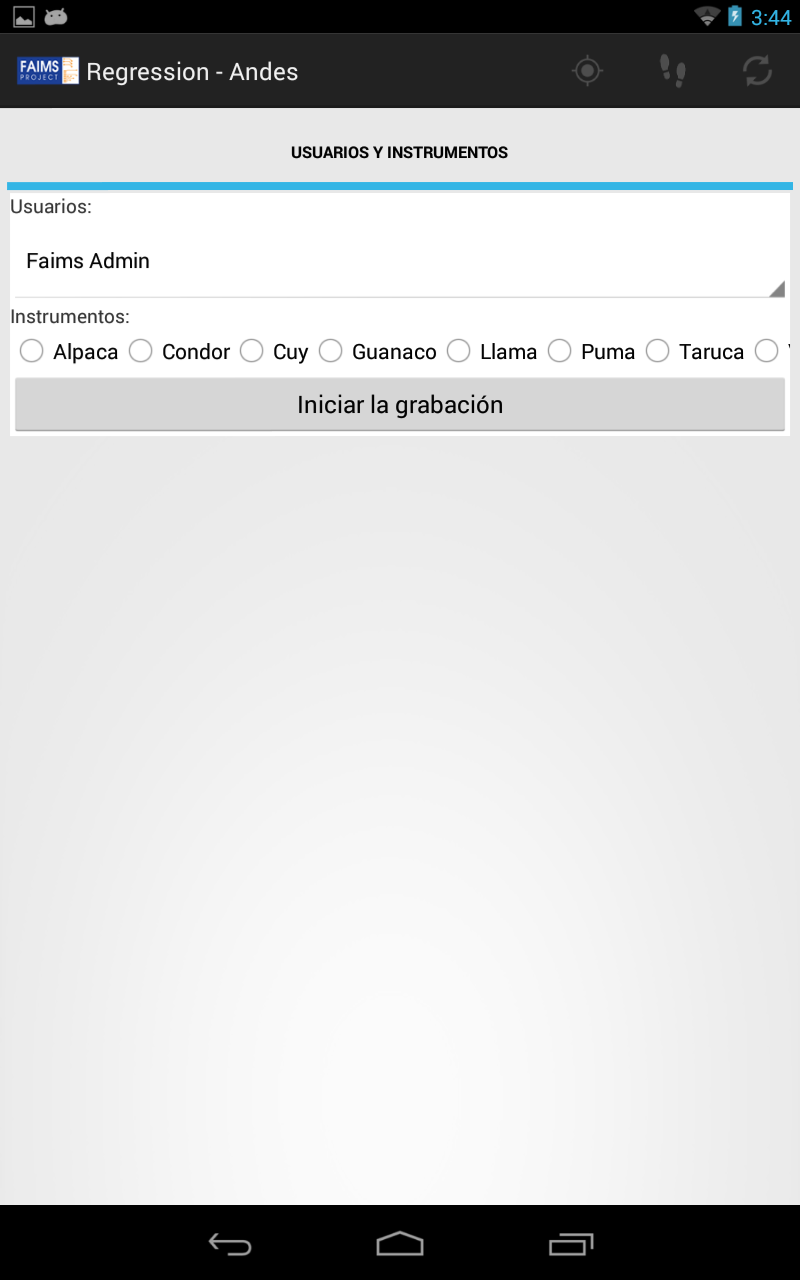 3:44
FAIMS
PROJECT
Regression - Andes
USUARIOS Y INSTRUMENTOS
Usuarios:
Faims Admin
Instrumentos:
Alpaca Condor Cuy Guanaco Llama Puma Taruca
Iniciar la grabación